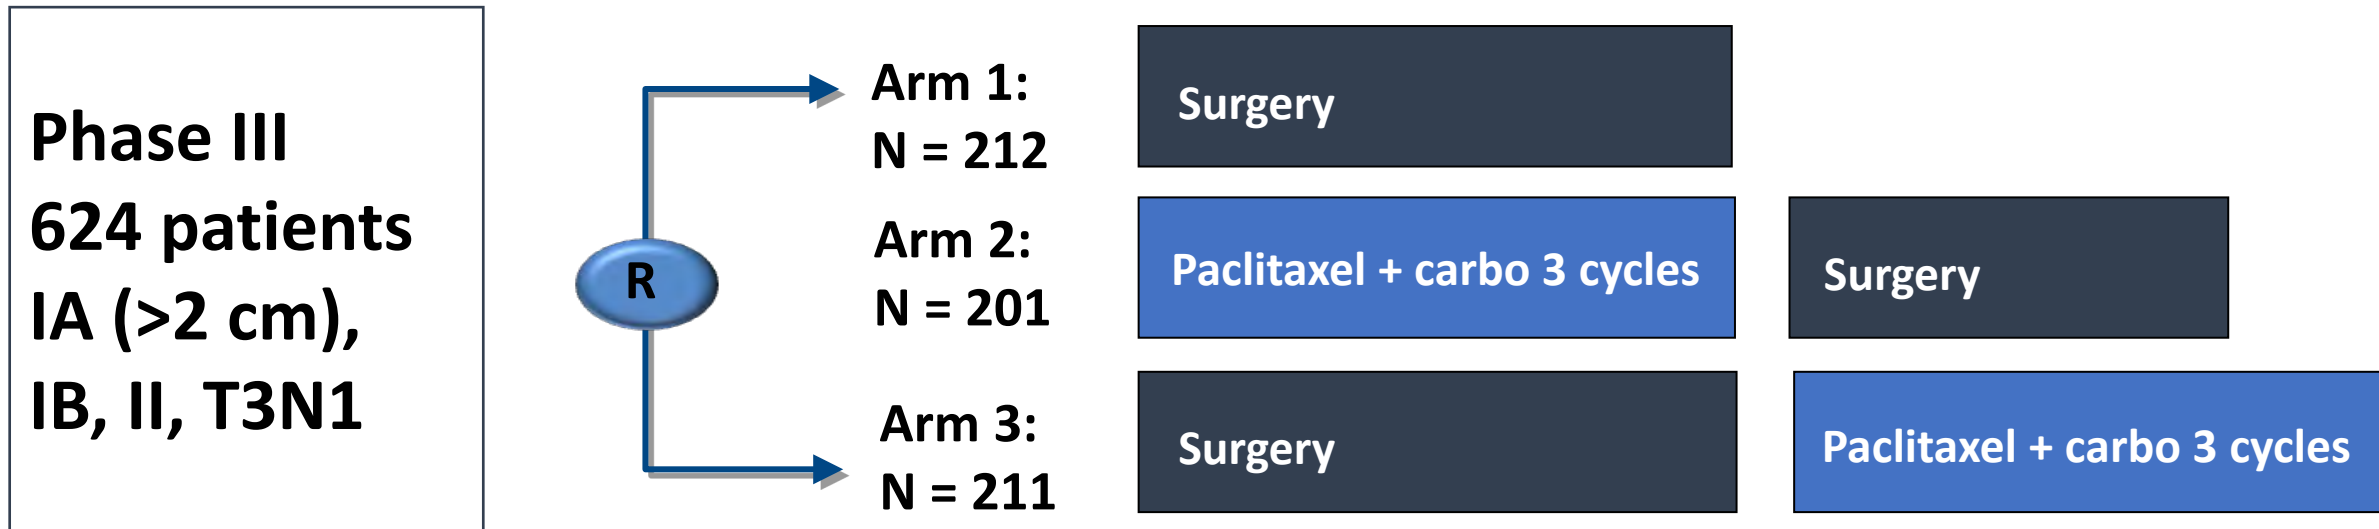 Phase III
624 patients
IA (>2 cm),
IB, II, T3N1
R
Arm 1:
N = 212
Surgery
Arm 2:
N = 201
Paclitaxel + carbo 3 cycles
Surgery
Arm 3:
N = 211
Surgery
Paclitaxel + carbo 3 cycles